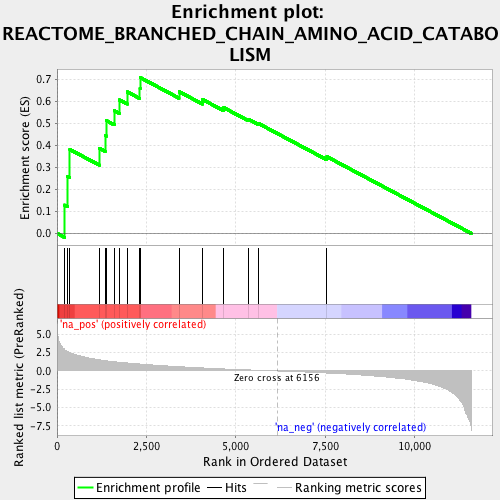 Enrichment plot:
REACTOME_BRANCHED_CHAIN_AMINO_ACID_CATABO
LISM
Enrichment score (ES)
0.7
0.6
0.5
0.4
0.3
0.2
0.1
0.0
'na_pos' (positively correlated)
Ranked list metric (PreRanked)
5.0
2.5
0.0
-2.5
-5.0
-7.5
Zero cross at 6156
'na_neg' (negatively correlated)
0
2,500
5,000
7,500
10,000
Rank in Ordered Dataset
Enrichment profile
Hits
Ranking metric scores